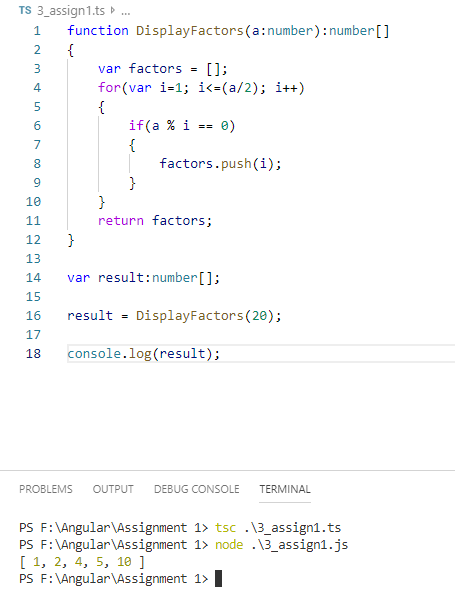 TS 3_assign1.ts > ...
1 function DisplayFactors(a:number):number[]
2 {
3     var factors = [];
4     for(var i=1; i<=(a/2); i++)
5     {
6         if(a % i == 0)
7         {
8             factors.push(i);
9         }
10     }
11     return factors;
12 }
13
14 var result:number[];
15
16 result = DisplayFactors(20);
17
18 console.log(result);
PROBLEMS OUTPUT DEBUG CONSOLE TERMINAL
PS F:\Angular\Assignment 1> tsc .\3_assign1.ts
PS F:\Angular\Assignment 1> node .\3_assign1.js
[ 1, 2, 4, 5, 10 ]
PS F:\Angular\Assignment 1>